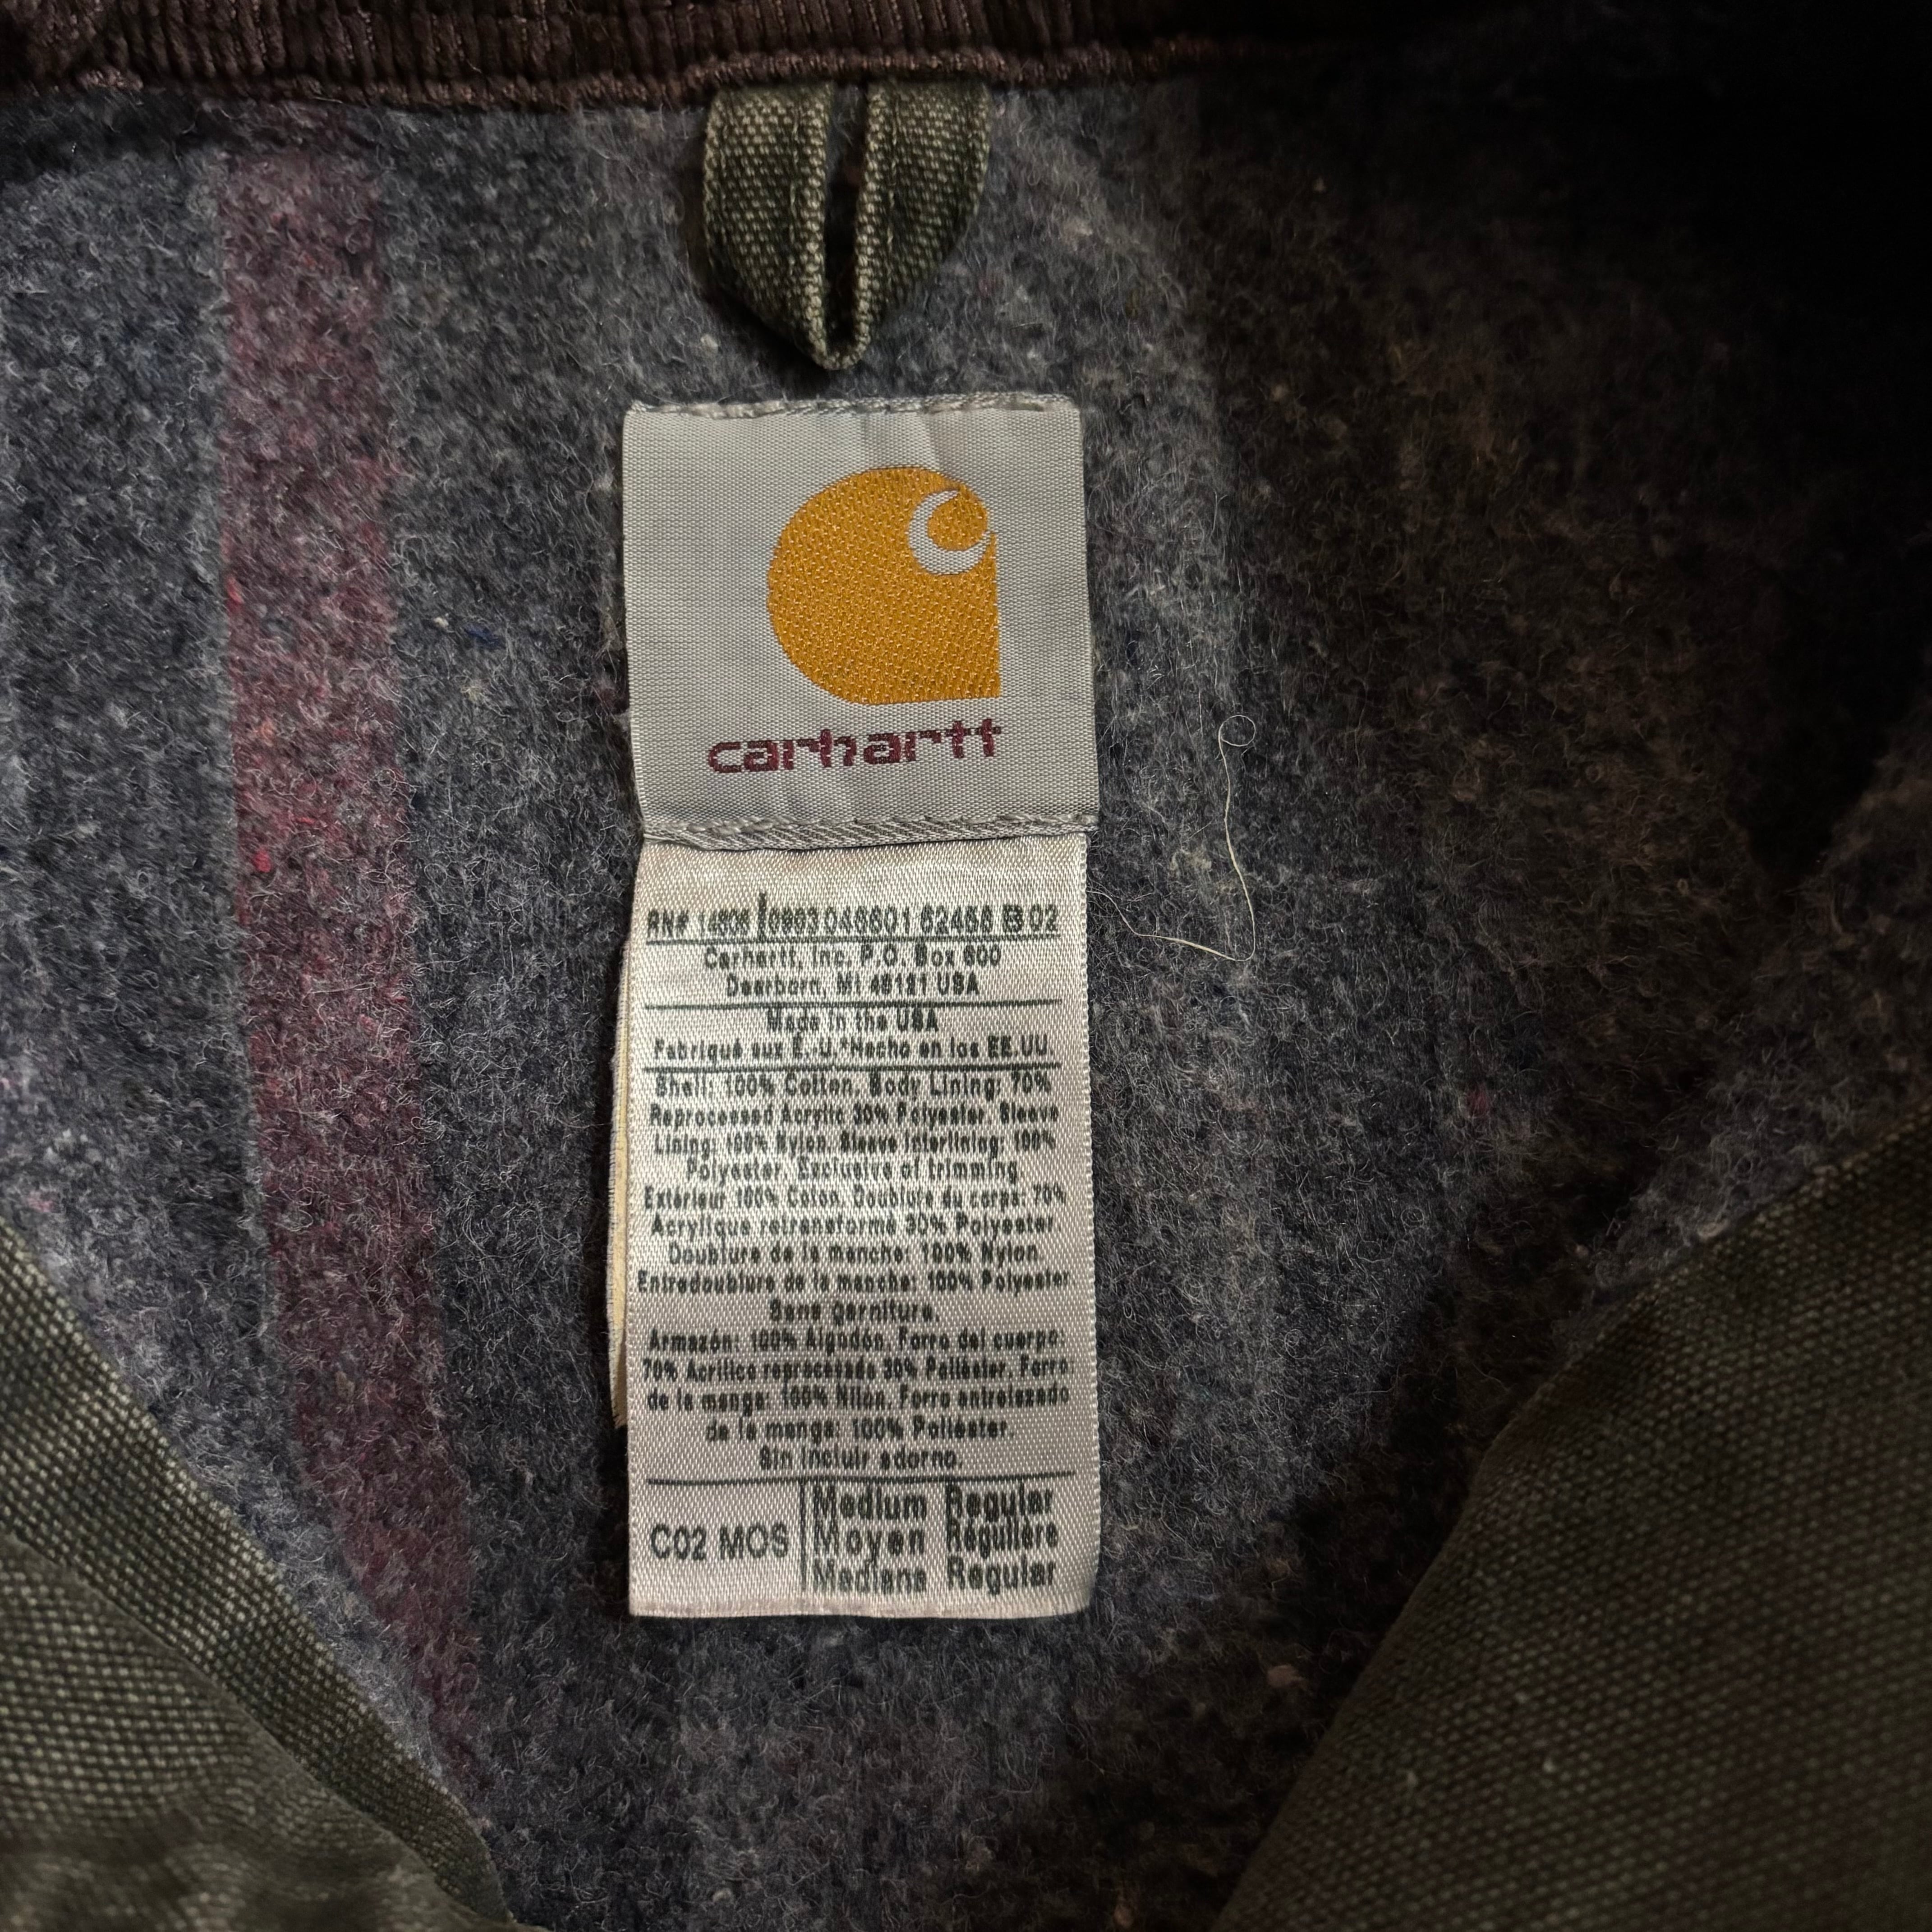 carhartt
RN# 14806 0803 046601 62468 B 02
Carhartt, Inc. P.O. Box 600
Dearborn, MI 48121 USA
Made in the USA
Fabriqué aux E.-U.*Hecho en los EE.UU.
Shell: 100% Cotton. Body Lining: 70%
Reprocessed Acrylic 30% Polyester. Sleeve
Lining: 100% Nylon. Sleeve Interlining: 100%
Polyester. Exclusive of trimming
Extérieur 100% Coton. Doublure du corps: 70%
Acrylique retransformé 30% Polyester.
Doublure de la manche: 100% Nylon.
Entredoublure de la manche: 100% Polyester
Sans garniture.
Armazón: 100% Algodón. Forro del cuerpo:
70% Acrílico reprocesado 30% Poliéster. Forro
de la manga: 100% Nilon. Forro entrelazado
de la manga: 100% Poliéster.
Sin incluir adorno.
C02 MOS
Medium Regular
Moyen Régulière
Mediana Regular